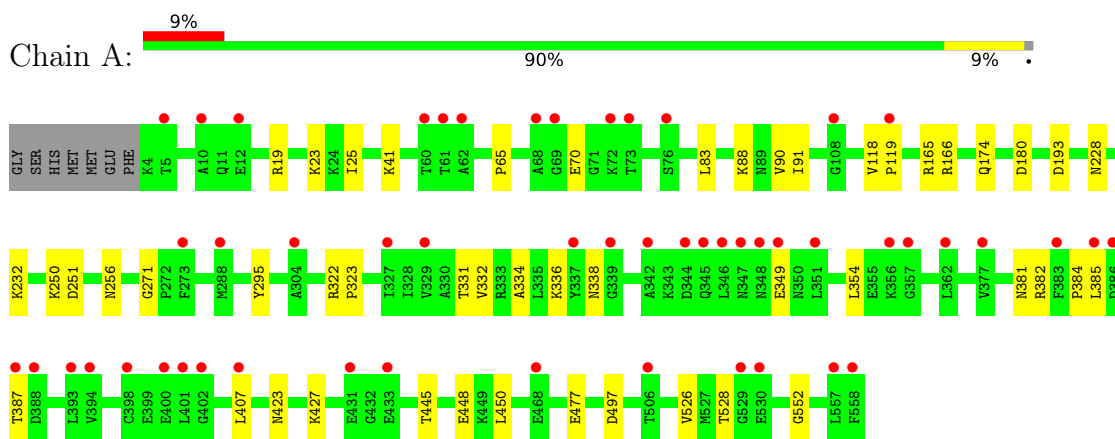 9%
Chain A:
90% 9% •
GLY SER HIS MET MET GLU PHE K4 T5 A10 Q11 E12 R19 K23 K24 I25 K41 T60 T61 A62 P65 A68 G69 E70 G71 K72 T73 S76 L83 K88 N89 V90 I91 G108 V118 P119 R165 R166 Q174 D180 D193 N228
K232 K250 D251 N256 G271 P272 F273 M288 Y295 A304 R322 P323 I327 I328 V329 A330 T331 V332 R333 A334 L335 K336 Y337 N338 G339 A342 K343 D344 Q345 L346 N347 N348 E349 N350 L351 L354 E355 K356 G357 L362 V377 N381 R382 F383 P384 L385
T387 D388 L393 V394 C398 E399 E400 L401 G402 L407 N423 K427 E431 G432 E433 T445 E448 K449 L450 E468 E477 D497 T506 V526 M527 T528 G529 E530 G552 L557 F558